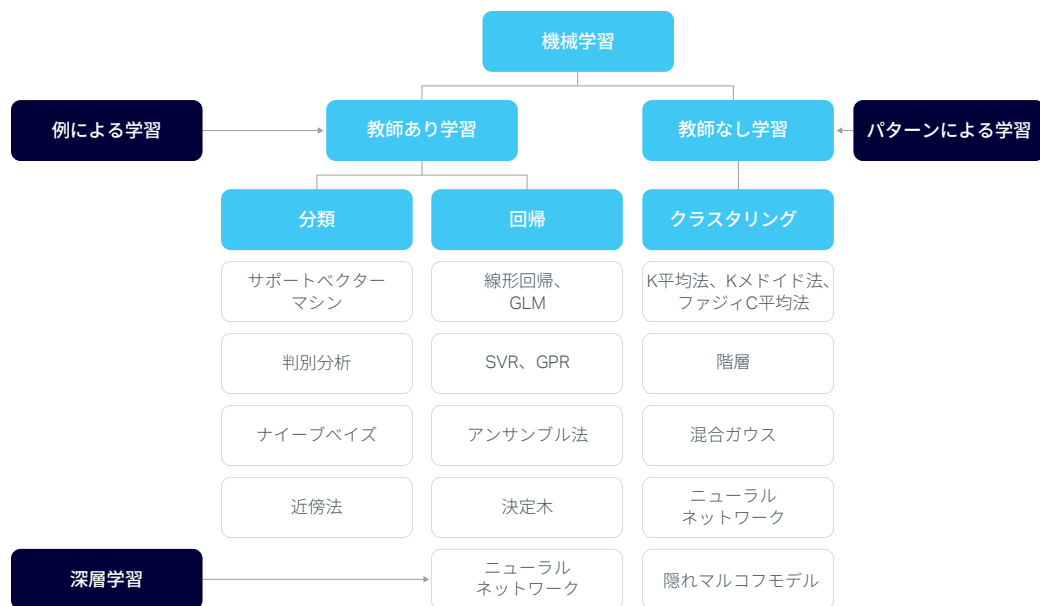 機械学習
例による学習
教師あり学習
教師なし学習
パターンによる学習
分類
回帰
クラスタリング
サポートベクター
マシン
線形回帰、
GLM
K平均法、Kメドイド法、
ファジィC平均法
判別分析
SVR、GPR
階層
ナイーブベイズ
アンサンブル法
混合ガウス
近傍法
決定木
ニューラル
ネットワーク
深層学習
ニューラル
ネットワーク
隠れマルコフモデル